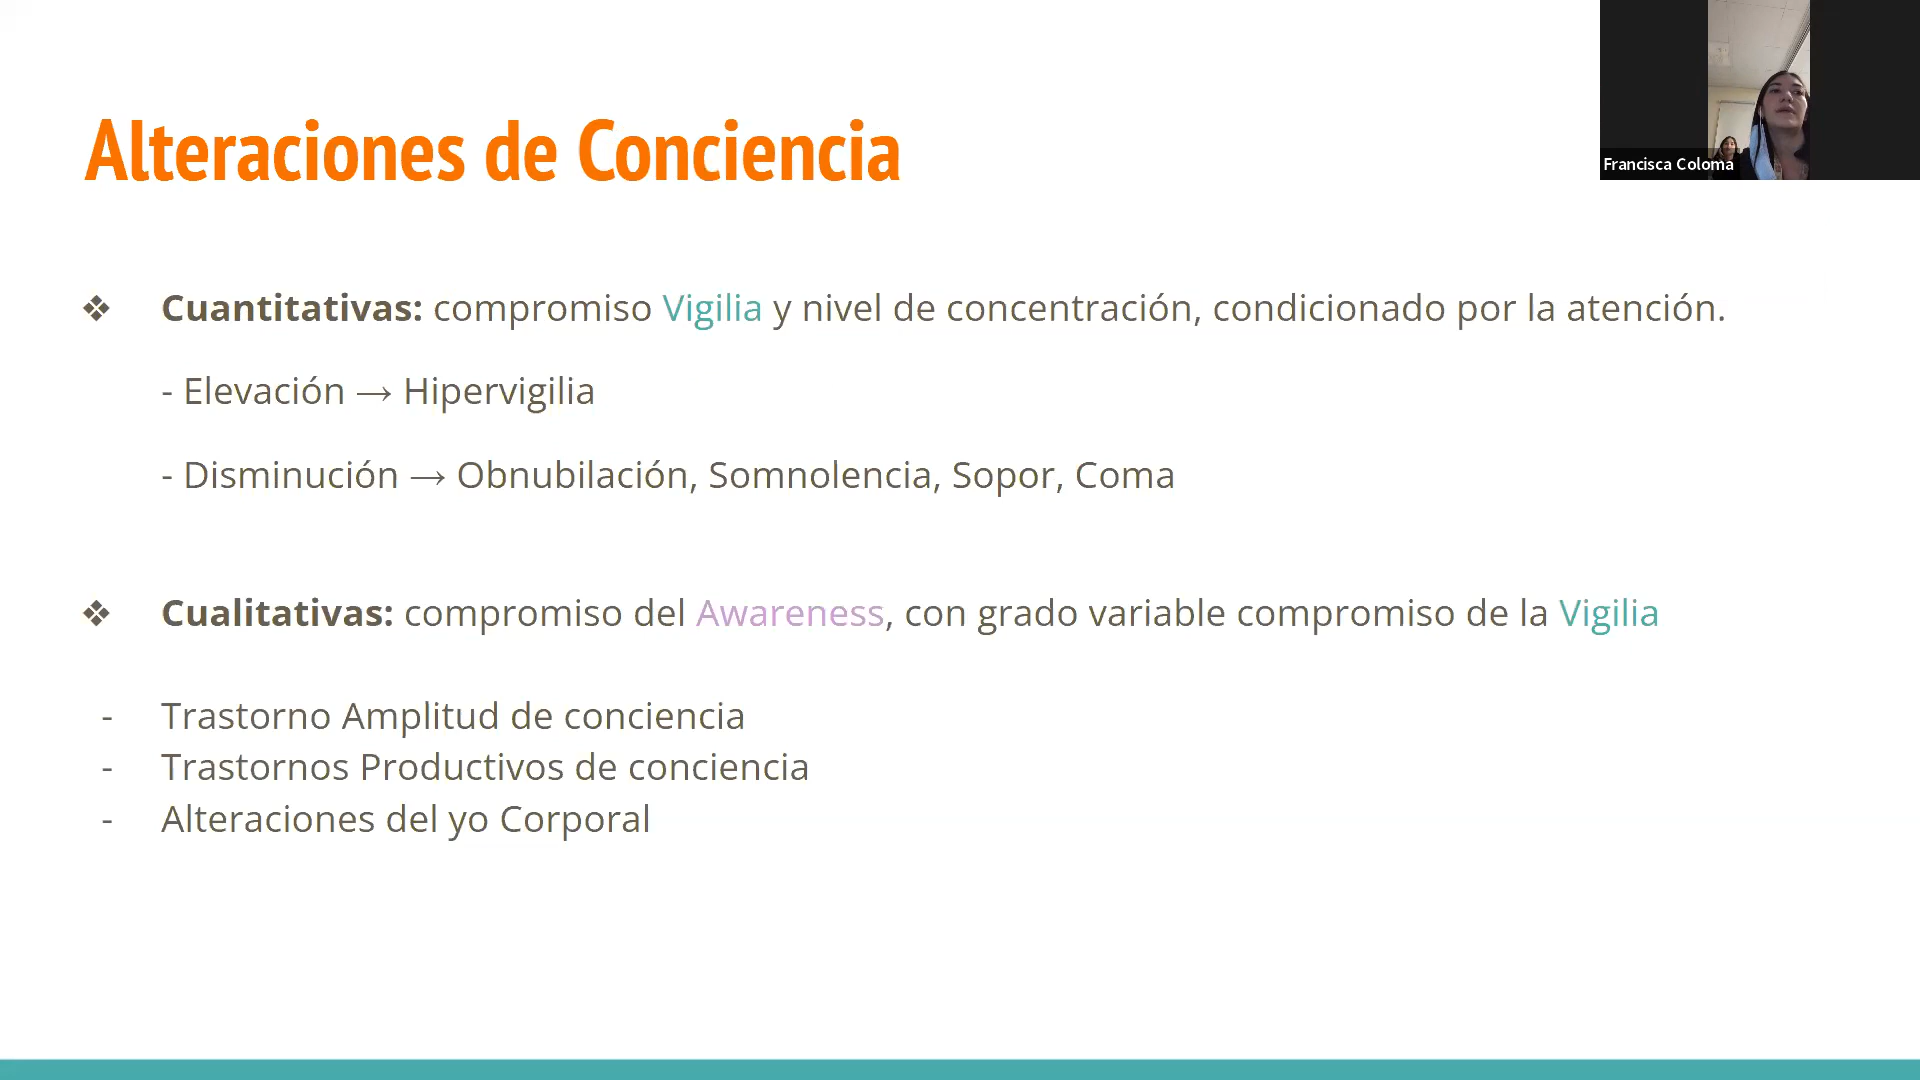 Alteraciones de Conciencia
Francisca Coloma
❖ Cuantitativas: compromiso Vigilia y nivel de concentración, condicionado por la atención.
- Elevación → Hipervigilia
- Disminución → Obnubilación, Somnolencia, Sopor, Coma
❖ Cualitativas: compromiso del Awareness, con grado variable compromiso de la Vigilia
- Trastorno Amplitud de conciencia
- Trastornos Productivos de conciencia
- Alteraciones del yo Corporal